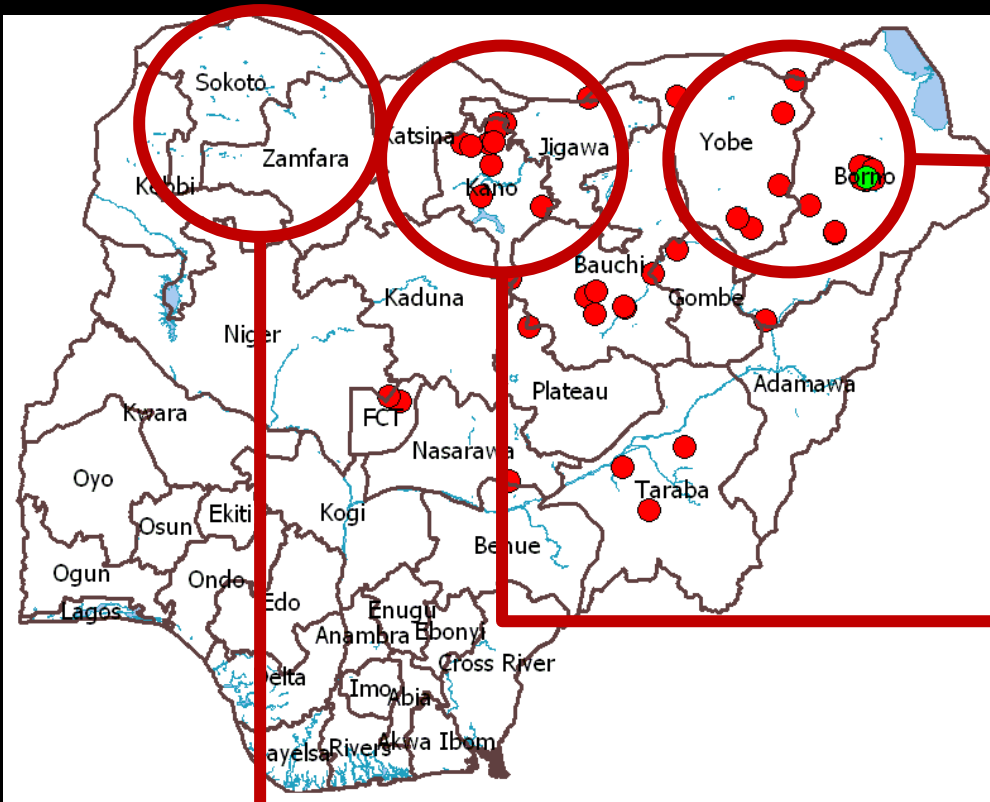 Sokoto
Yobe
Katsina
Jigawa
Zamfara
Borno
Kebbi
Kano
Bauchi
Kaduna
Gombe
Niger
Adamawa
Plateau
Kwara
FCT
Nasarawa
Oyo
Taraba
Kogi
Ekiti
Osun
Benue
Ogun
Ondo
Edo
Lagos
Enugu
Anambra
Ebonyi
Cross River
Delta
Imo
Abia
Bayelsa
Rivers
Akwa Ibom